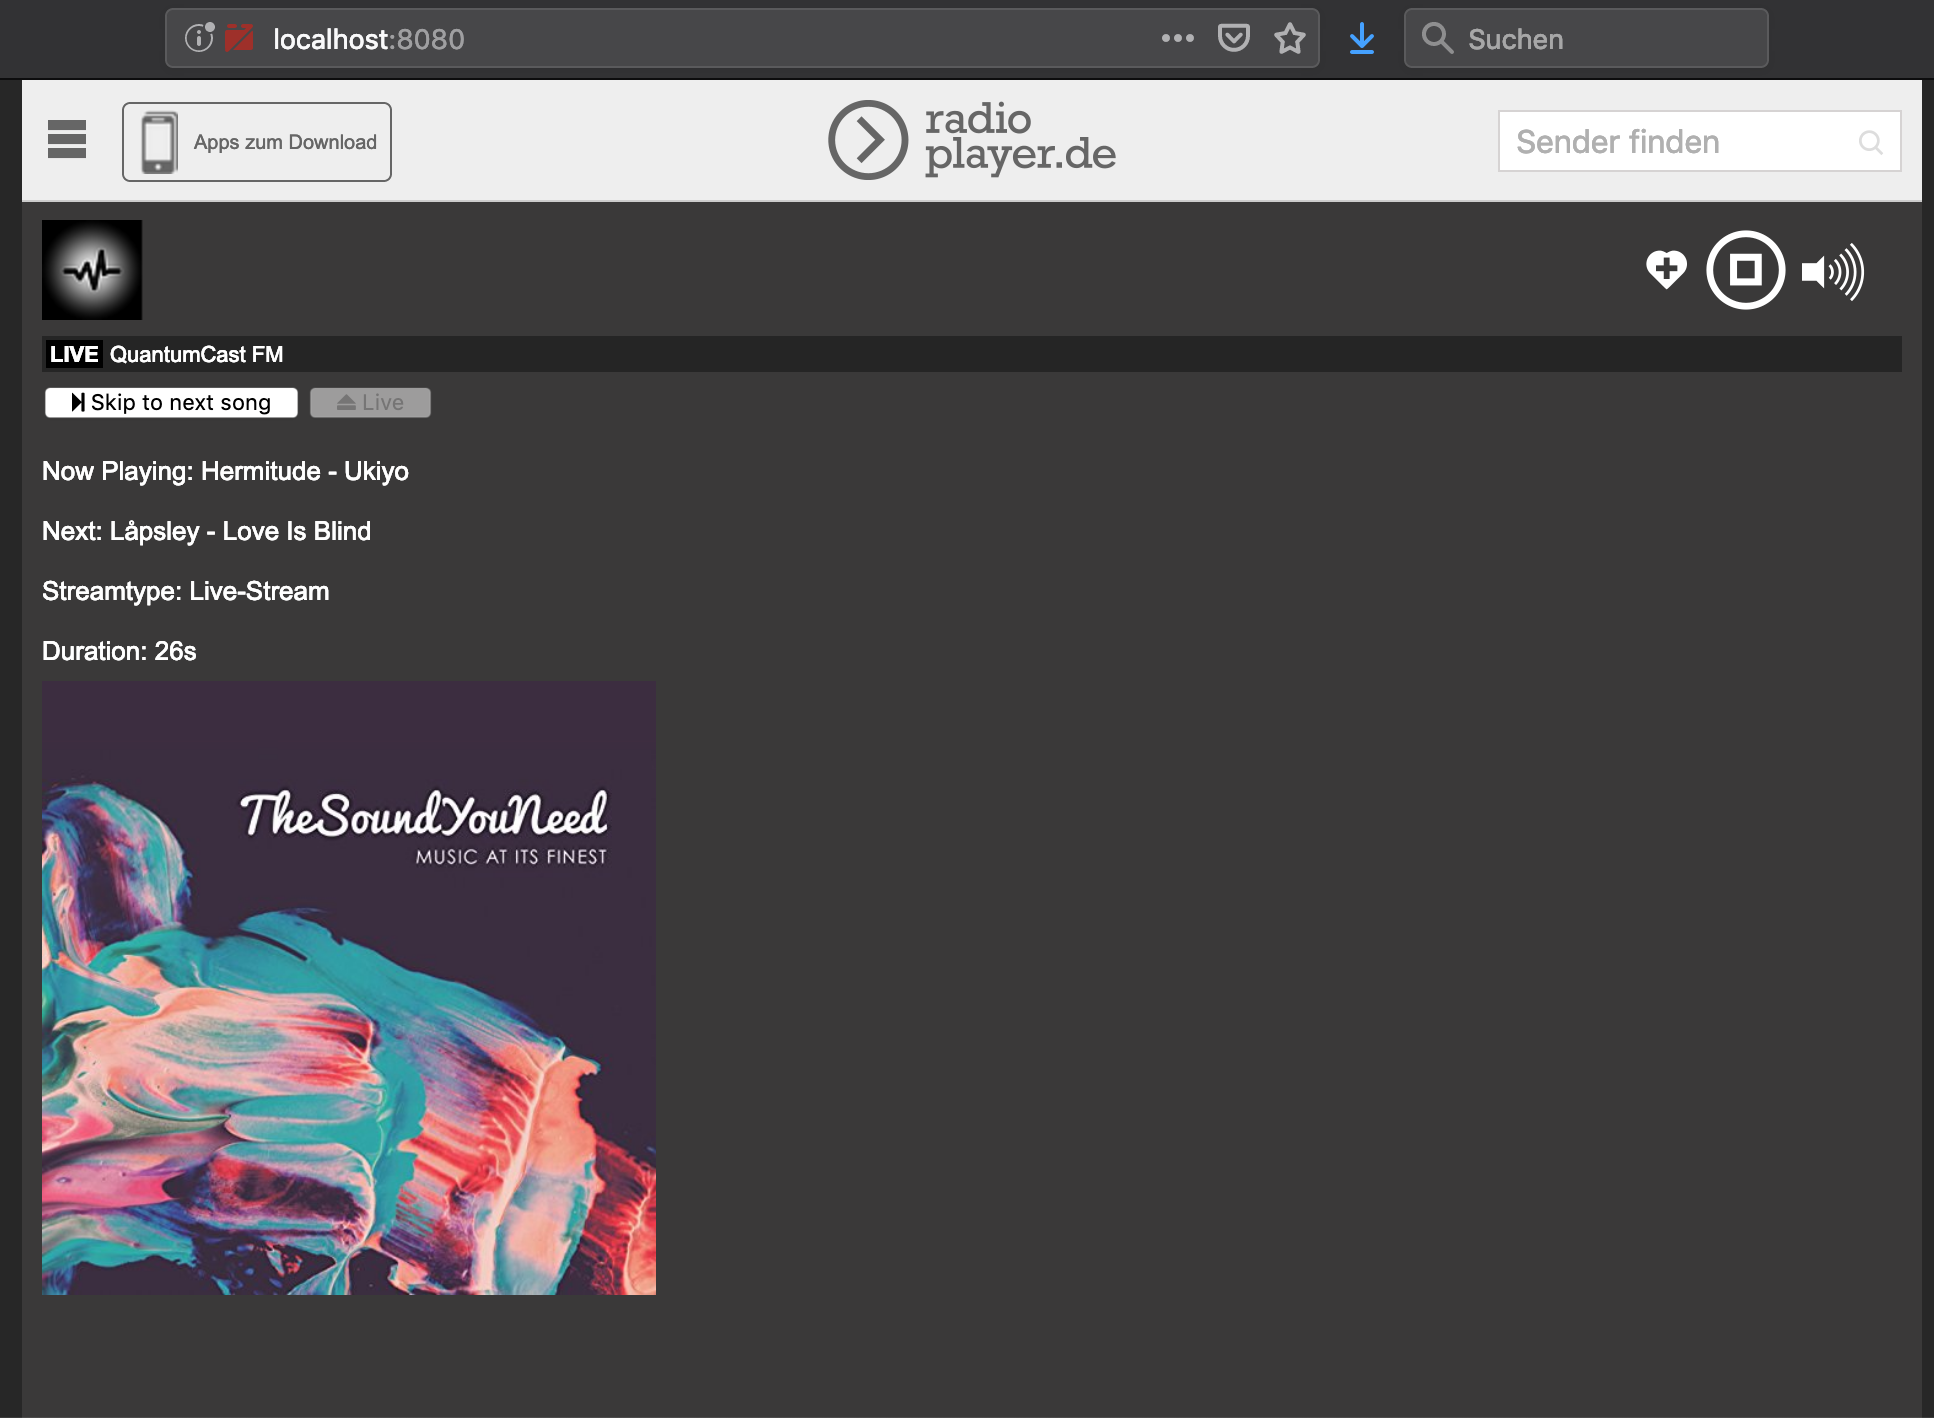 localhost:8080
Suchen
Apps zum Download
radio
player.de
Sender finden
LIVE QuantumCast FM
Skip to next song
Live
Now Playing: Hermitude - Ukiyo
Next: Låpsley - Love Is Blind
Streamtype: Live-Stream
Duration: 26s
TheSoundYouNeed
MUSIC AT ITS FINEST